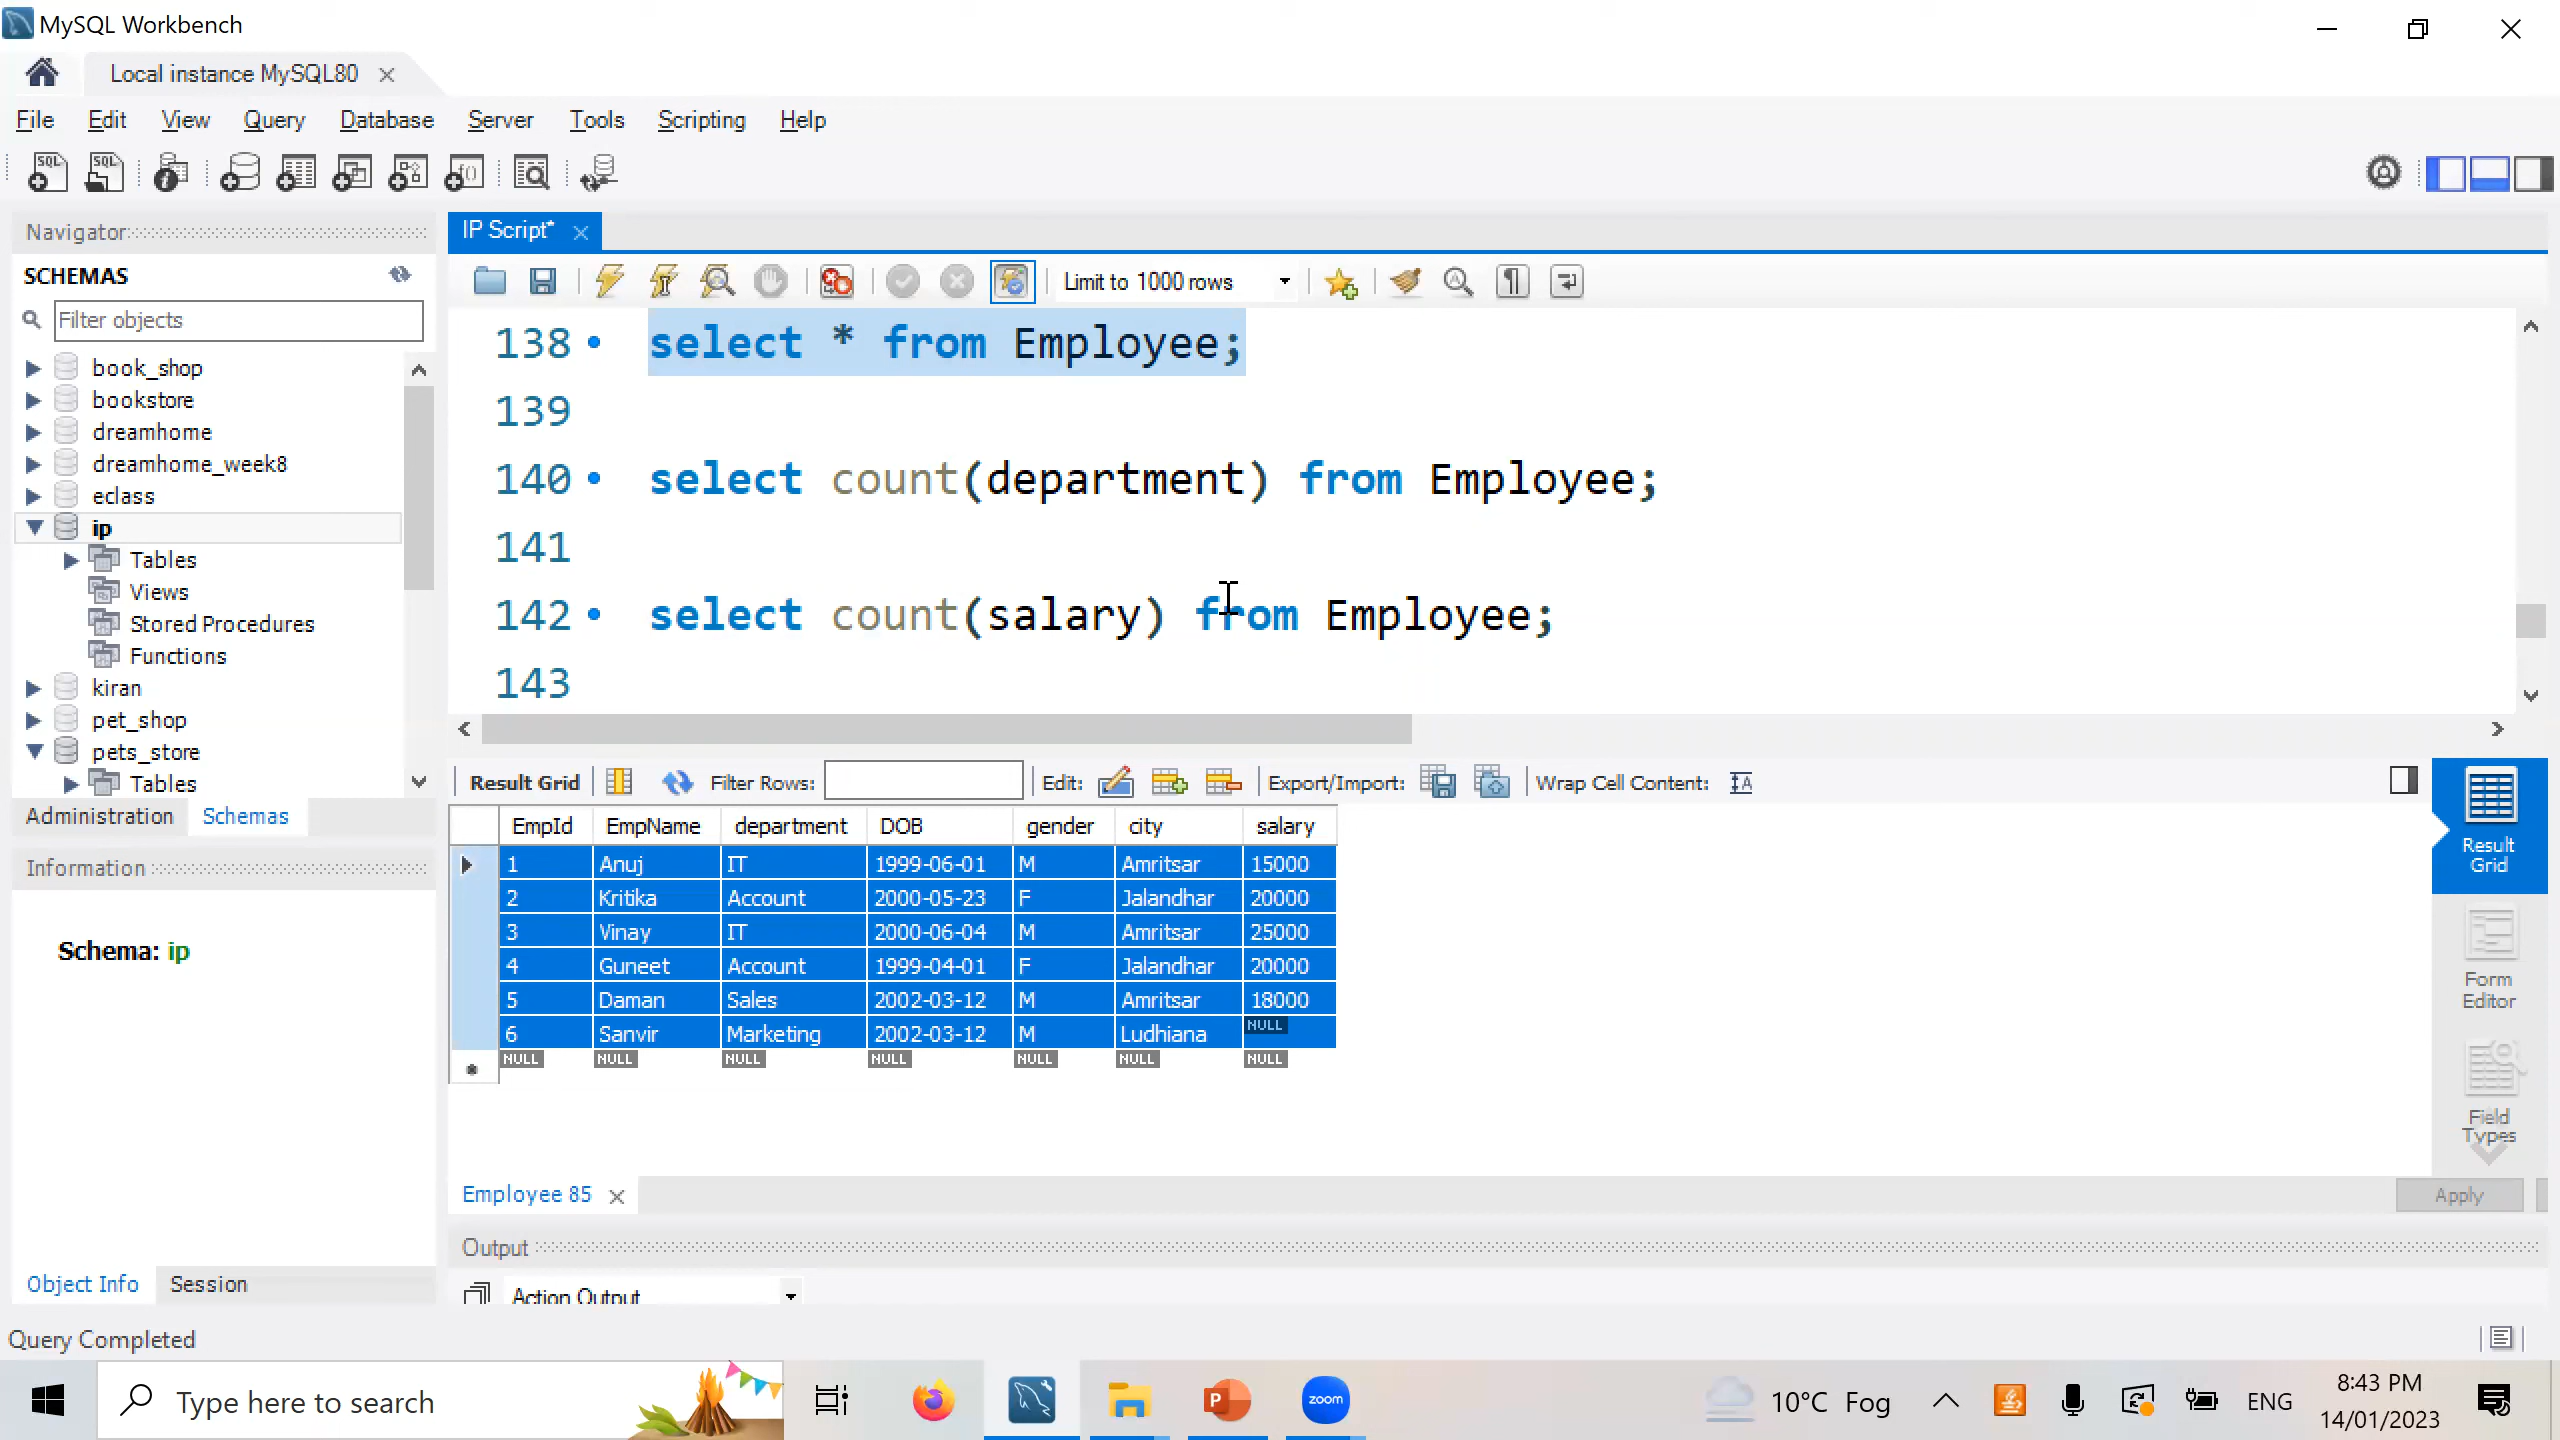 MySQL Workbench
Local instance MySQL80
File Edit View Query Database Server Tools Scripting Help
Navigator
SCHEMAS
Filter objects
book_shop
bookstore
dreamhome
dreamhome_week8
eclass
ip
Tables
Views
Stored Procedures
Functions
kiran
pet_shop
pets_store
Tables
Administration Schemas
Information
Schema: ip
Object Info Session
IP Script*
Limit to 1000 rows
138 select * from Employee;
139
140 select count(department) from Employee;
141
142 select count(salary) from Employee;
143
Result Grid Filter Rows: Edit: Export/Import: Wrap Cell Content:
EmpId EmpName department DOB gender city salary
1 Anuj IT 1999-06-01 M Amritsar 15000
2 Kritika Account 2000-05-23 F Jalandhar 20000
3 Vinay IT 2000-06-04 M Amritsar 25000
4 Guneet Account 1999-04-01 F Jalandhar 20000
5 Daman Sales 2002-03-12 M Amritsar 18000
6 Sanvir Marketing 2002-03-12 M Ludhiana NULL
NULL NULL NULL NULL NULL NULL NULL
Result
Grid
Form
Editor
Field
Types
Employee 85
Apply
Output
Action Output
Query Completed
Type here to search
zoom
10°C Fog
ENG
8:43 PM
14/01/2023